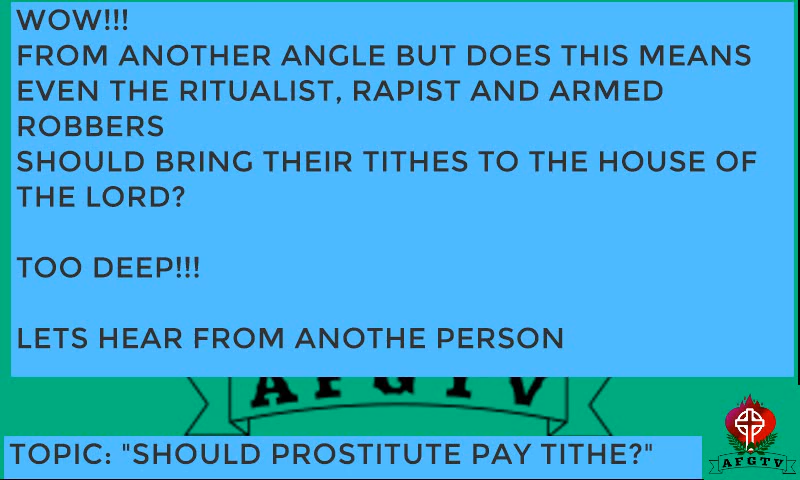 WOW!!!
FROM ANOTHER ANGLE BUT DOES THIS MEANS
EVEN THE RITUALIST, RAPIST AND ARMED
ROBBERS
SHOULD BRING THEIR TITHES TO THE HOUSE OF
THE LORD?
TOO DEEP!!!
LETS HEAR FROM ANOTHE PERSON
AFGTV
TOPIC: "SHOULD PROSTITUTE PAY TITHE?"
AFGTV